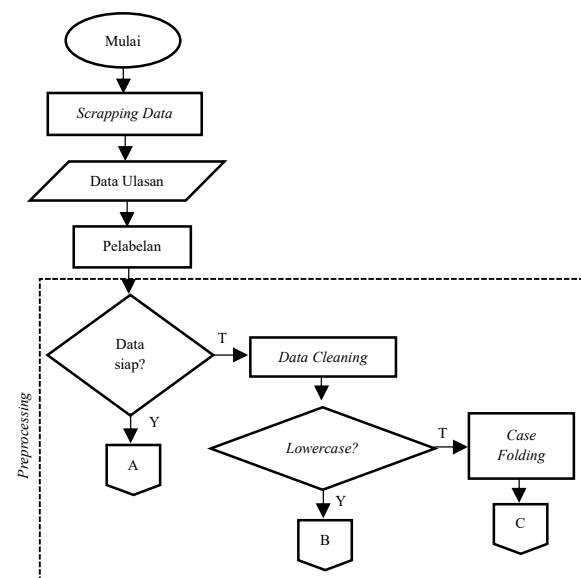 Mulai
Scrapping Data
Data Ulasan
Pelabelan
Data
siap?
T
Data Cleaning
Y
A
Lowercase?
T
Case
Folding
Y
B
C
Preprocessing